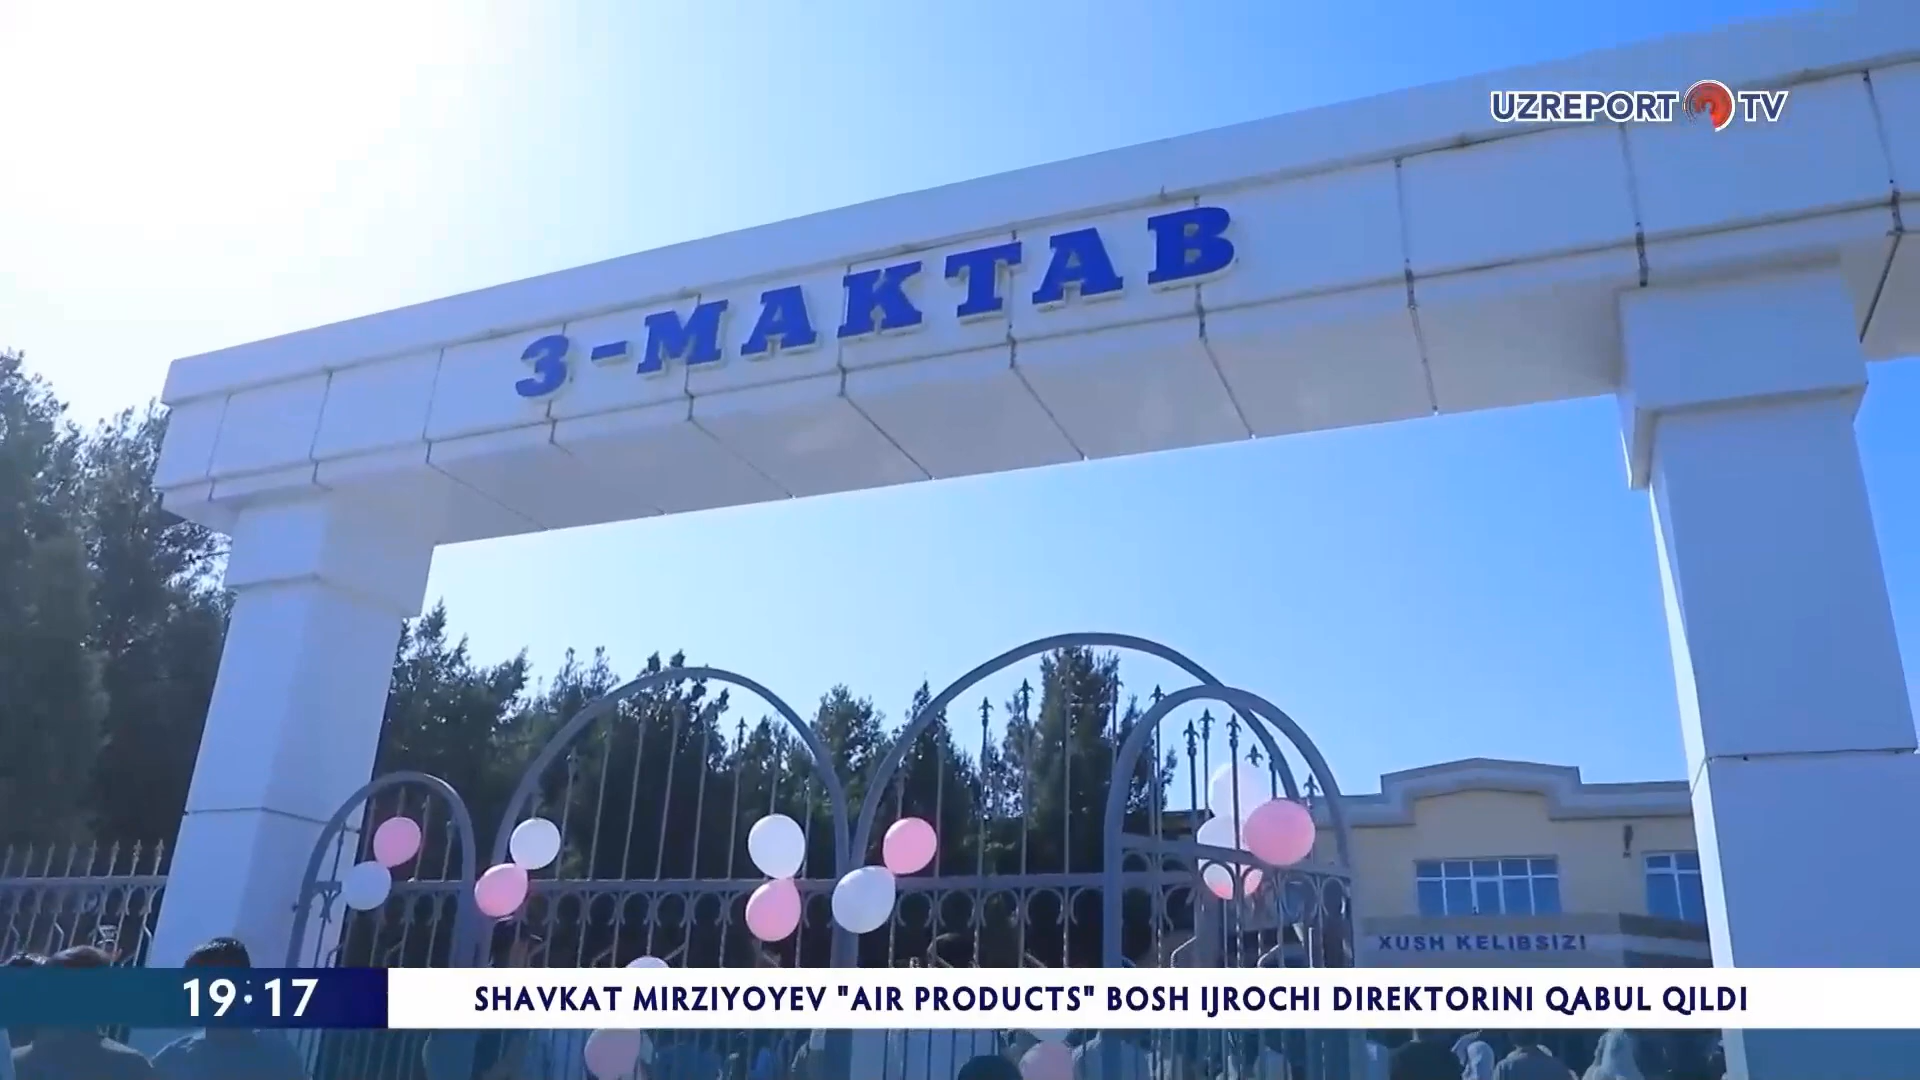 UZREPORT TV
3-MAKTAB
XUSH KELIBSIZ!
19:17
SHAVKAT MIRZIYOYEV "AIR PRODUCTS" BOSH IJROCHI DIREKTORINI QABUL QILDI